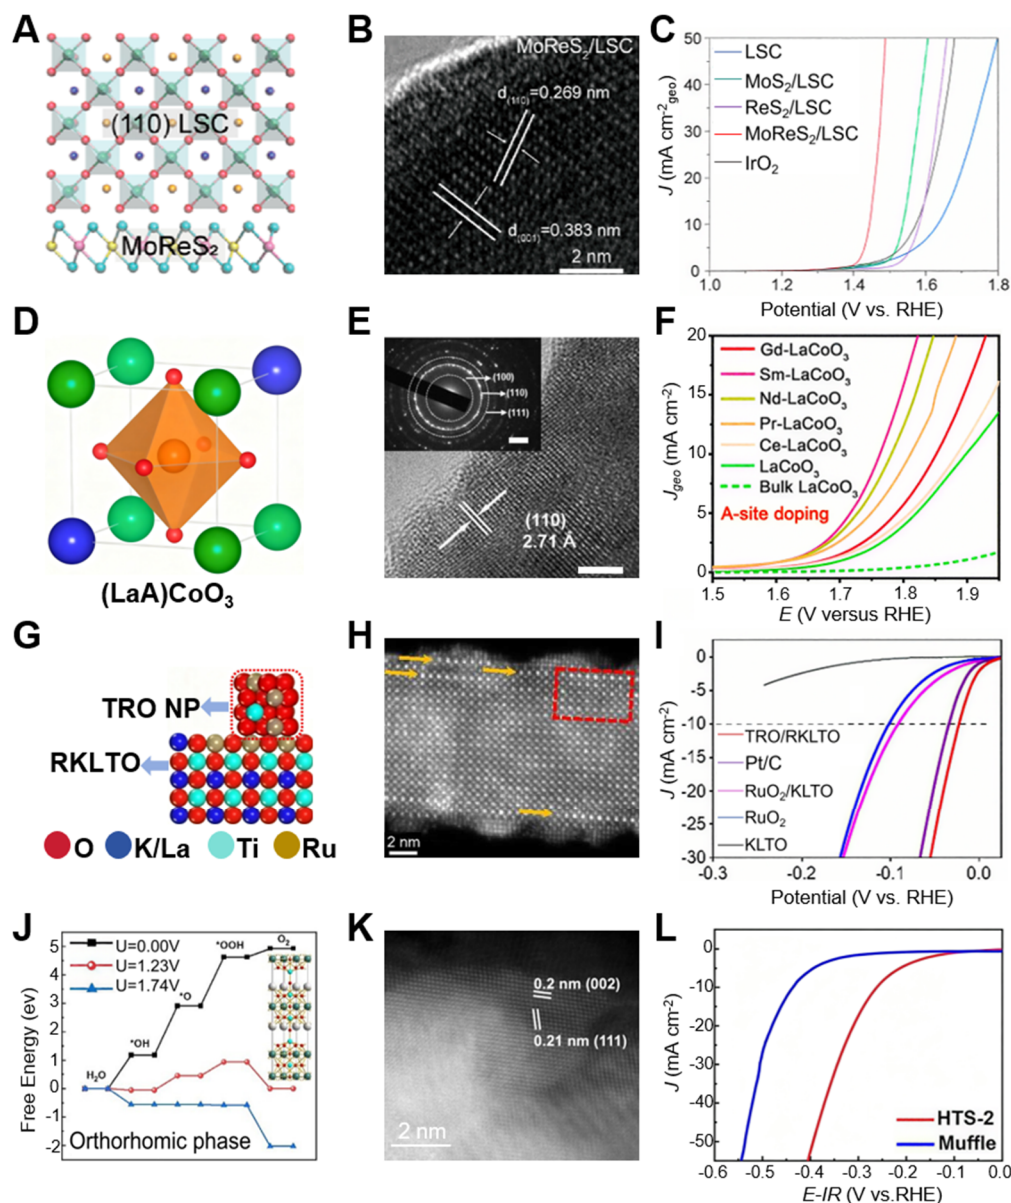 A
(110) LSC
MoReS₂
B
MoReS₂/LSC
d(110)=0.269 nm
d(001)=0.383 nm
2 nm
C
J (mA cm⁻²geo)
50
40
30
20
10
0
LSC
MoS₂/LSC
ReS₂/LSC
MoReS₂/LSC
IrO₂
1.0 1.2 1.4 1.6 1.8
Potential (V vs. RHE)
D
(LaA)CoO₃
E
(100)
(110)
(111)
(110)
2.71 Å
F
Jgeo (mA cm⁻²)
20
15
10
5
0
Gd-LaCoO₃
Sm-LaCoO₃
Nd-LaCoO₃
Pr-LaCoO₃
Ce-LaCoO₃
LaCoO₃
Bulk LaCoO₃
A-site doping
1.5 1.6 1.7 1.8 1.9
E (V versus RHE)
G
TRO NP
RKLTO
O K/La Ti Ru
H
2 nm
I
J (mA cm⁻²)
0
-5
-10
-15
-20
-25
-30
TRO/RKLTO
Pt/C
RuO₂/KLTO
RuO₂
KLTO
-0.3 -0.2 -0.1 0.0
Potential (V vs. RHE)
J
Free Energy (ev)
5
4
3
2
1
0
-1
-2
U=0.00V
U=1.23V
U=1.74V
H₂O
*OH
*O
*OOH
O₂
Orthorhomic phase
K
0.2 nm (002)
0.21 nm (111)
2 nm
L
J (mA cm⁻²)
0
-10
-20
-30
-40
-50
HTS-2
Muffle
-0.6 -0.5 -0.4 -0.3 -0.2 -0.1 0.0
E-IR (V vs.RHE)